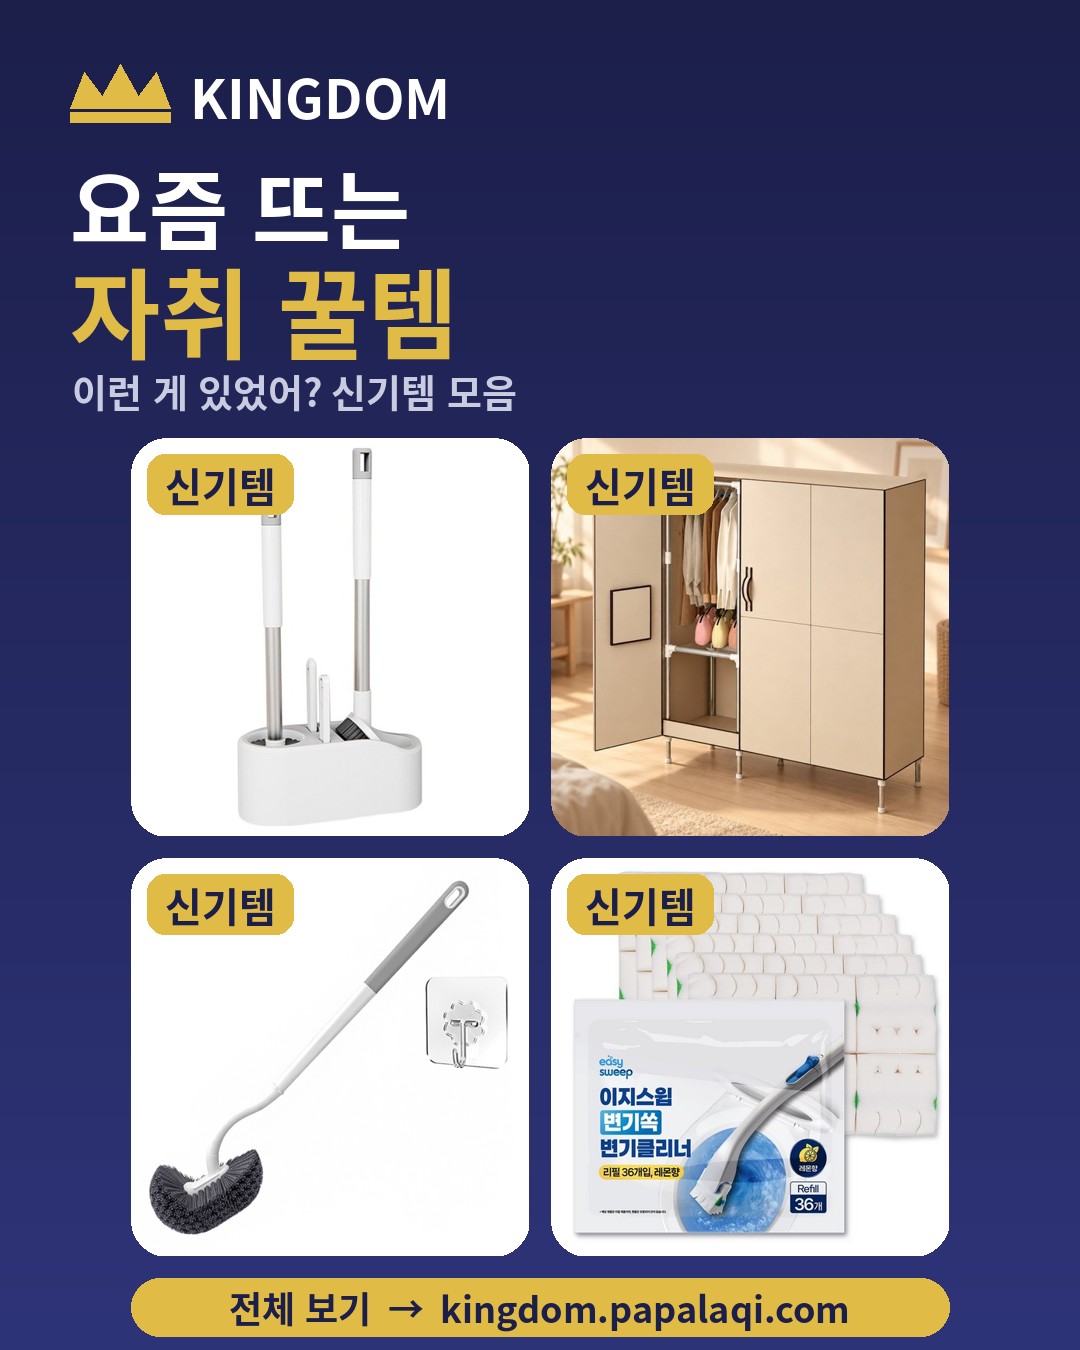 KINGDOM
요즘 뜨는
자취 꿀템
이런 게 있었어? 신기템 모음
신기템
신기템
신기템
신기템
easy
sweep
이지스윕
변기쏙
변기클리너
리필 36개입, 레몬향
레몬향
Refill
36개
전체 보기 → kingdom.papalaqi.com